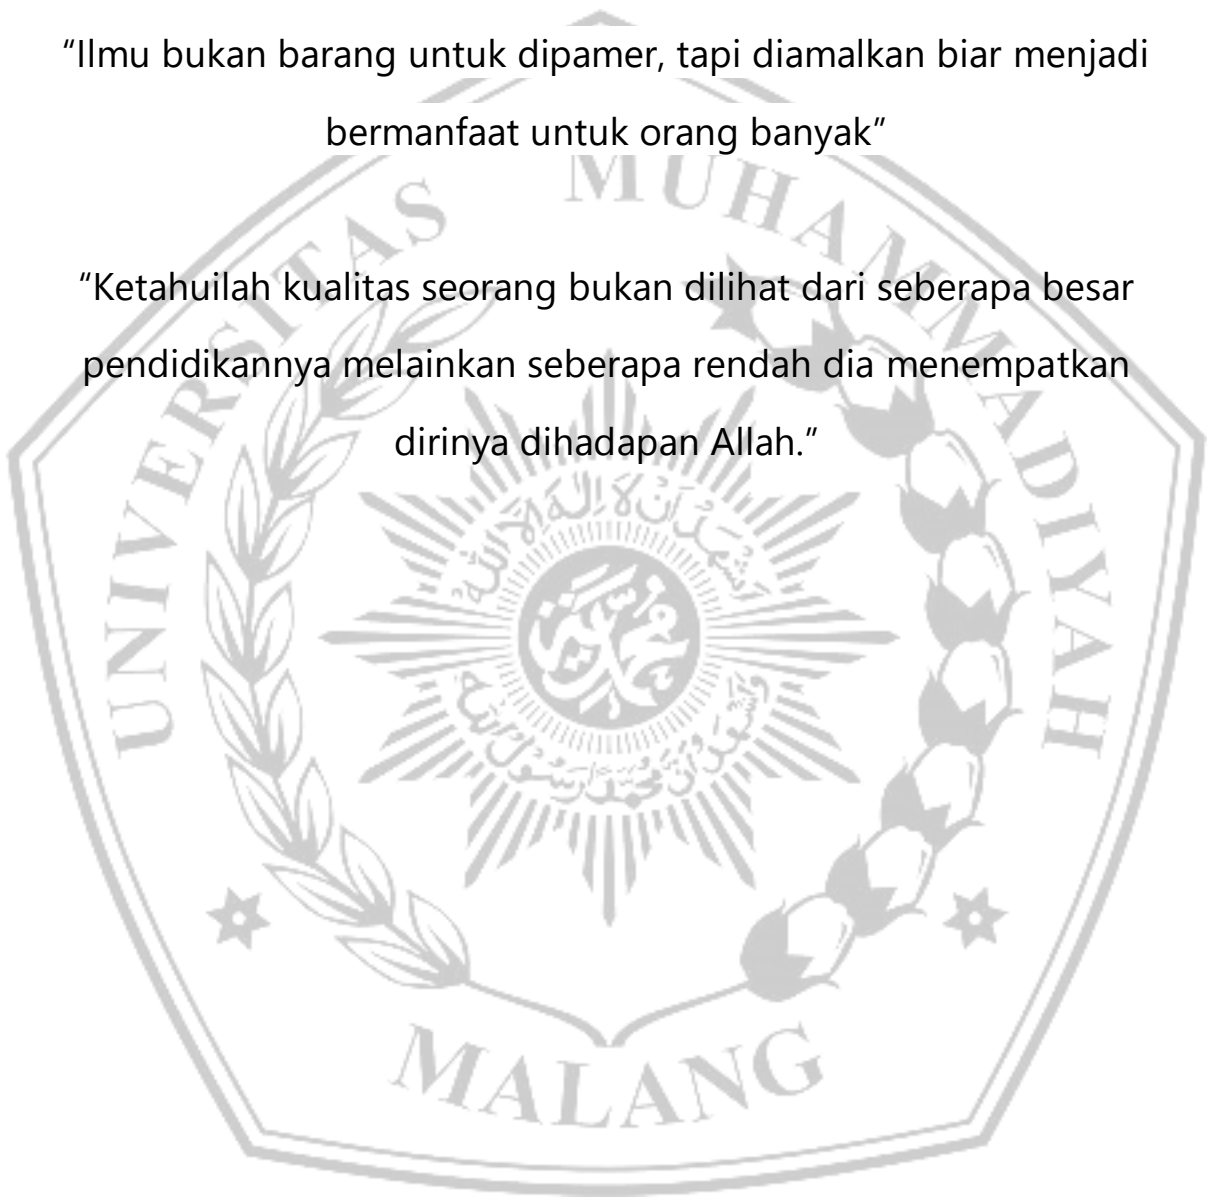 “Ilmu bukan barang untuk dipamer, tapi diamalkan biar menjadi
bermanfaat untuk orang banyak”
“Ketahuilah kualitas seorang bukan dilihat dari seberapa besar
pendidikannya melainkan seberapa rendah dia menempatkan
dirinya dihadapan Allah.”
UNIVERSITAS MUHAMMADIYAH
MALANG